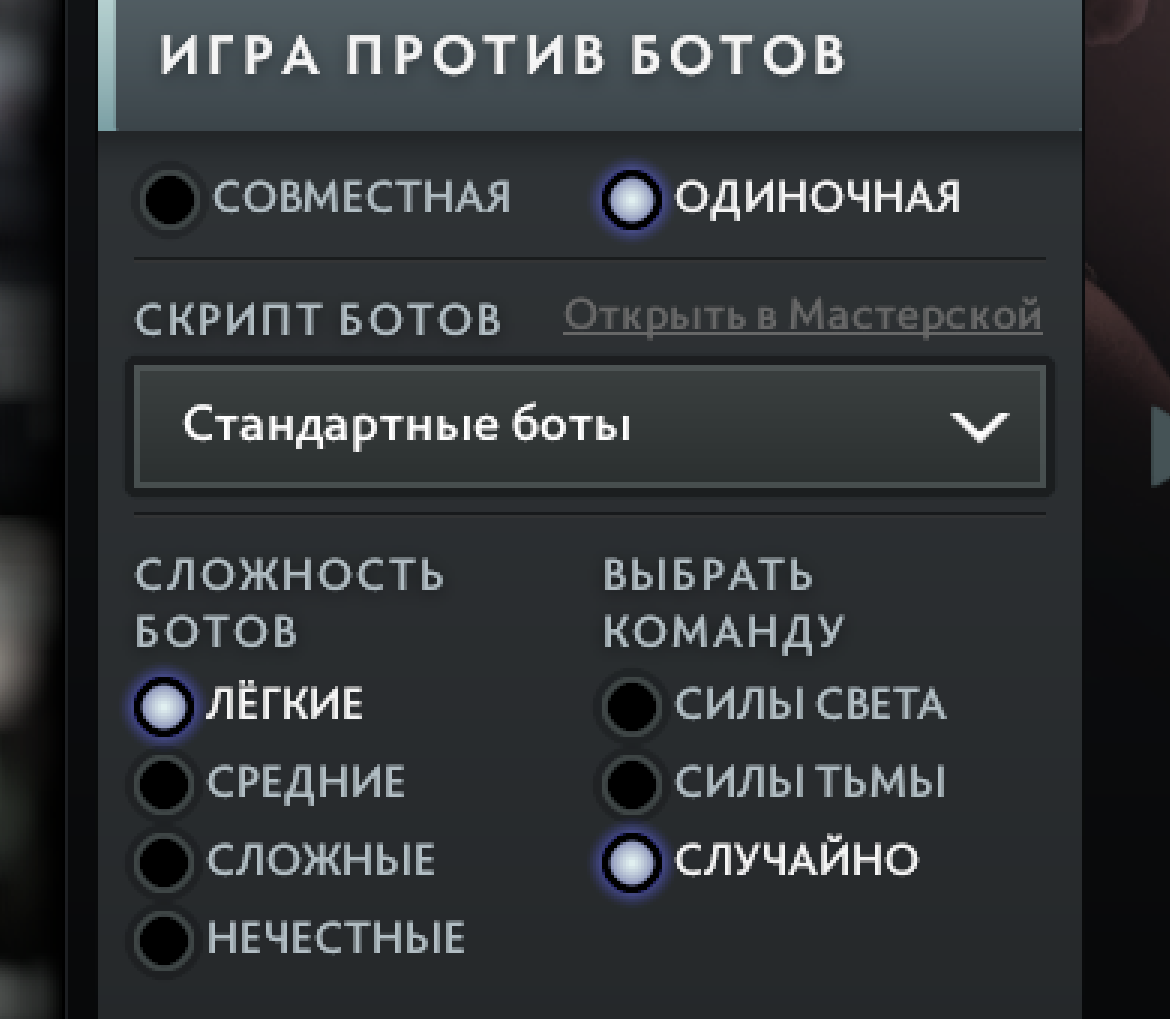 ИГРА ПРОТИВ БОТОВ
СОВМЕСТНАЯ ОДИНОЧНАЯ
СКРИПТ БОТОВ Открыть в Мастерской
Стандартные боты
СЛОЖНОСТЬ
БОТОВ
ЛЁГКИЕ
СРЕДНИЕ
СЛОЖНЫЕ
НЕЧЕСТНЫЕ
ВЫБРАТЬ
КОМАНДУ
СИЛЫ СВЕТА
СИЛЫ ТЬМЫ
СЛУЧАЙНО